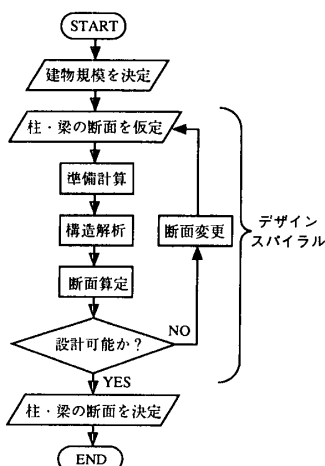 START
建物規模を決定
柱・梁の断面を仮定
準備計算
構造解析
断面変更
デザイン
スパイラル
断面算定
設計可能か？
NO
YES
柱・梁の断面を決定
END